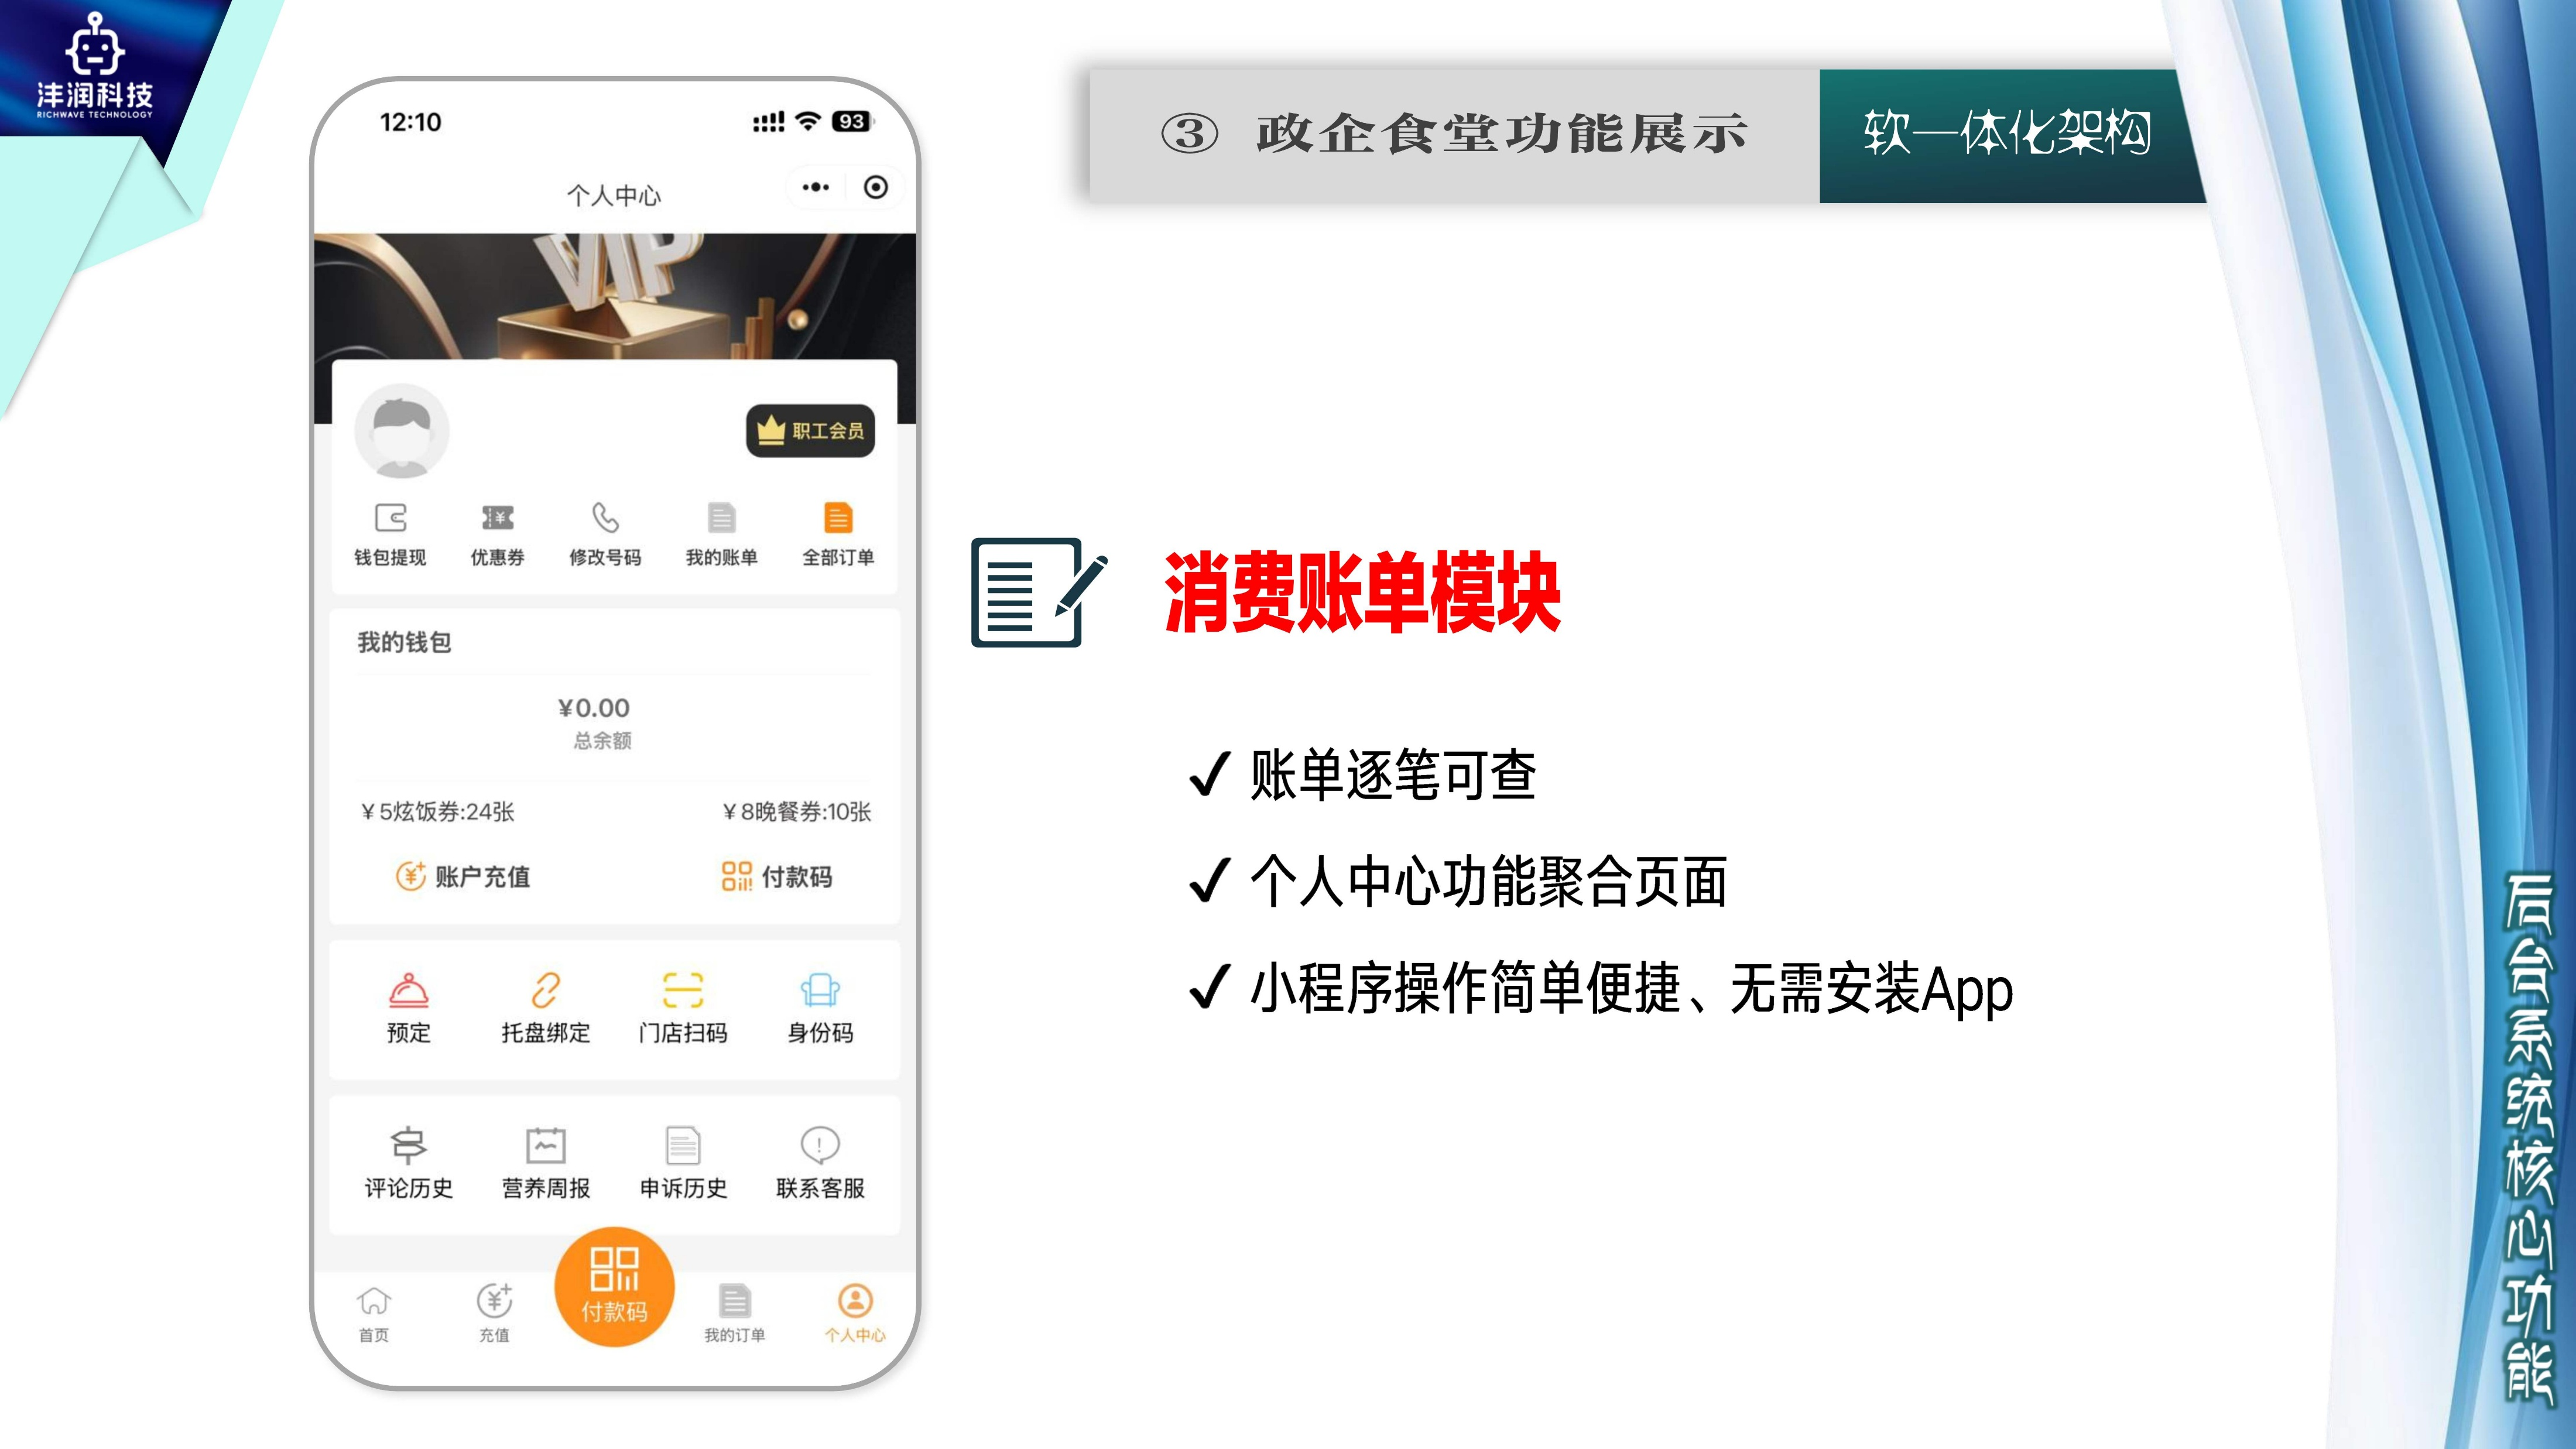 沣润科技
RICHWAVE TECHNOLOGY
③ 政企食堂功能展示
软一体化架构
12:10
93
个人中心
VIP
职工会员
钱包提现
优惠券
修改号码
我的账单
全部订单
我的钱包
¥0.00
总余额
¥5炫饭券:24张
¥8晚餐券:10张
账户充值
付款码
预定
托盘绑定
门店扫码
身份码
评论历史
营养周报
申诉历史
联系客服
首页
充值
付款码
我的订单
个人中心
消费账单模块
✓ 账单逐笔可查
✓ 个人中心功能聚合页面
✓ 小程序操作简单便捷、无需安装App
后台系统核心功能